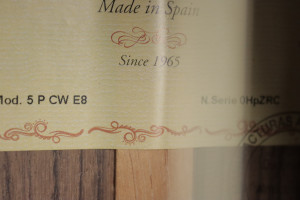 Made in Spain
Since 1965
Mod. 5 P CW E8
N.Serie 0HpZRC